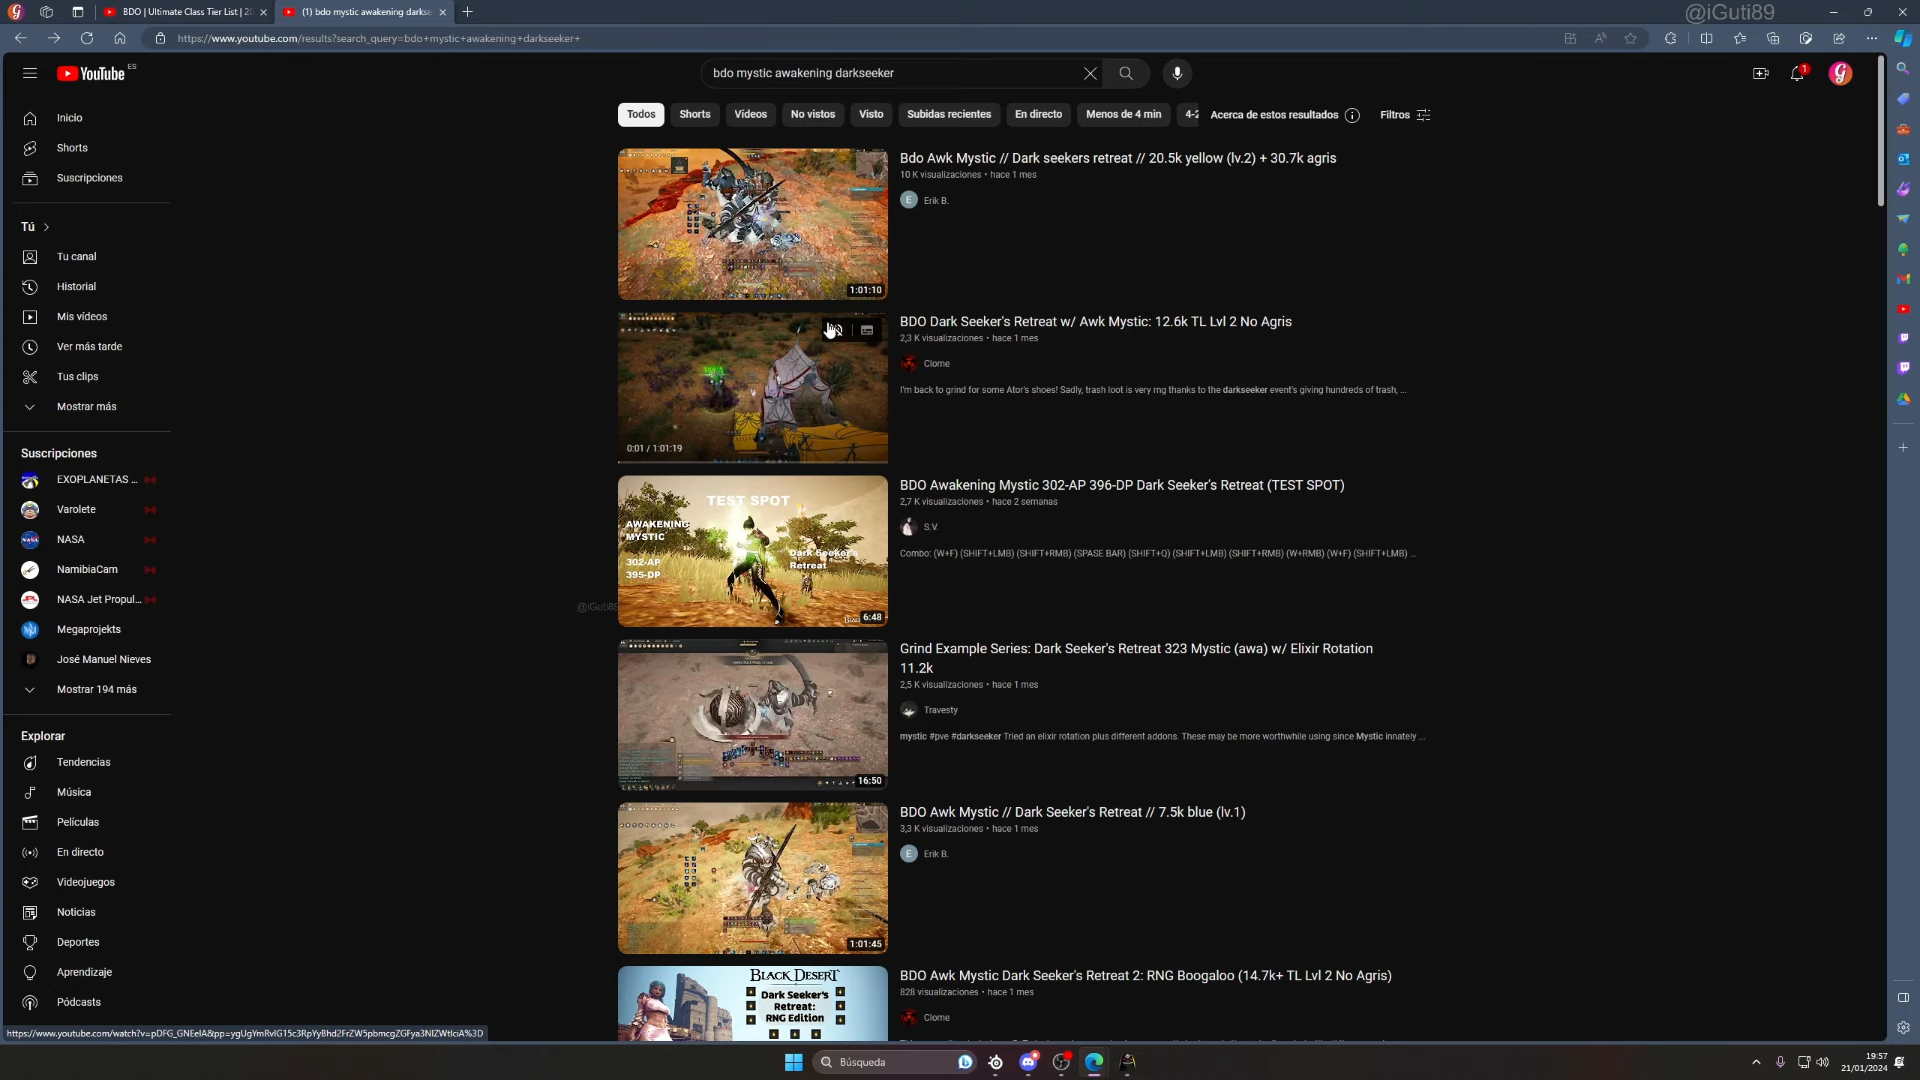 BDO | Ultimate Class Tier List | 2
(1) bdo mystic awakening darkse
@iGuti89
https://www.youtube.com/results?search_query=bdo+mystic+awakening+darkseeker+
YouTube ES
bdo mystic awakening darkseeker
1
Todos
Shorts
Vídeos
No vistos
Visto
Subidas recientes
En directo
Menos de 4 min
4-2
Acerca de estos resultados
Filtros
Inicio
Shorts
Suscripciones
Tú
Tu canal
Historial
Mis vídeos
Ver más tarde
Tus clips
Mostrar más
Suscripciones
EXOPLANETAS ...
Varolete
NASA
NamibiaCam
NASA Jet Propul...
Megaprojekts
José Manuel Nieves
Mostrar 194 más
Explorar
Tendencias
Música
Películas
En directo
Videojuegos
Noticias
Deportes
Aprendizaje
Pódcasts
1:01:10
Bdo Awk Mystic // Dark seekers retreat // 20.5k yellow (lv.2) + 30.7k agris
10 K visualizaciones • hace 1 mes
E Erik B.
0:01 / 1:01:19
BDO Dark Seeker's Retreat w/ Awk Mystic: 12.6k TL Lvl 2 No Agris
2,3 K visualizaciones • hace 1 mes
Clome
I'm back to grind for some Ator's shoes! Sadly, trash loot is very rng thanks to the darkseeker event's giving hundreds of trash, ...
TEST SPOT
AWAKENING
MYSTIC
302-AP
395-DP
Dark Seeker's
Retreat
6:48
BDO Awakening Mystic 302-AP 396-DP Dark Seeker's Retreat (TEST SPOT)
2,7 K visualizaciones • hace 2 semanas
S.V.
Combo: (W+F) (SHIFT+LMB) (SHIFT+RMB) (SPASE BAR) (SHIFT+Q) (SHIFT+LMB) (SHIFT+RMB) (W+RMB) (W+F) (SHIFT+LMB) ...
@iGuti89
16:50
Grind Example Series: Dark Seeker's Retreat 323 Mystic (awa) w/ Elixir Rotation
11.2k
2,5 K visualizaciones • hace 1 mes
Travesty
mystic #pve #darkseeker Tried an elixir rotation plus different addons. These may be more worthwhile using since Mystic innately ...
1:01:45
BDO Awk Mystic // Dark Seeker's Retreat // 7.5k blue (lv.1)
3,3 K visualizaciones • hace 1 mes
E Erik B.
BLACK DESERT
Dark Seeker's
Retreat:
RNG Edition
BDO Awk Mystic Dark Seeker's Retreat 2: RNG Boogaloo (14.7k+ TL Lvl 2 No Agris)
828 visualizaciones • hace 1 mes
Clome
Búsqueda
19:57
21/01/2024